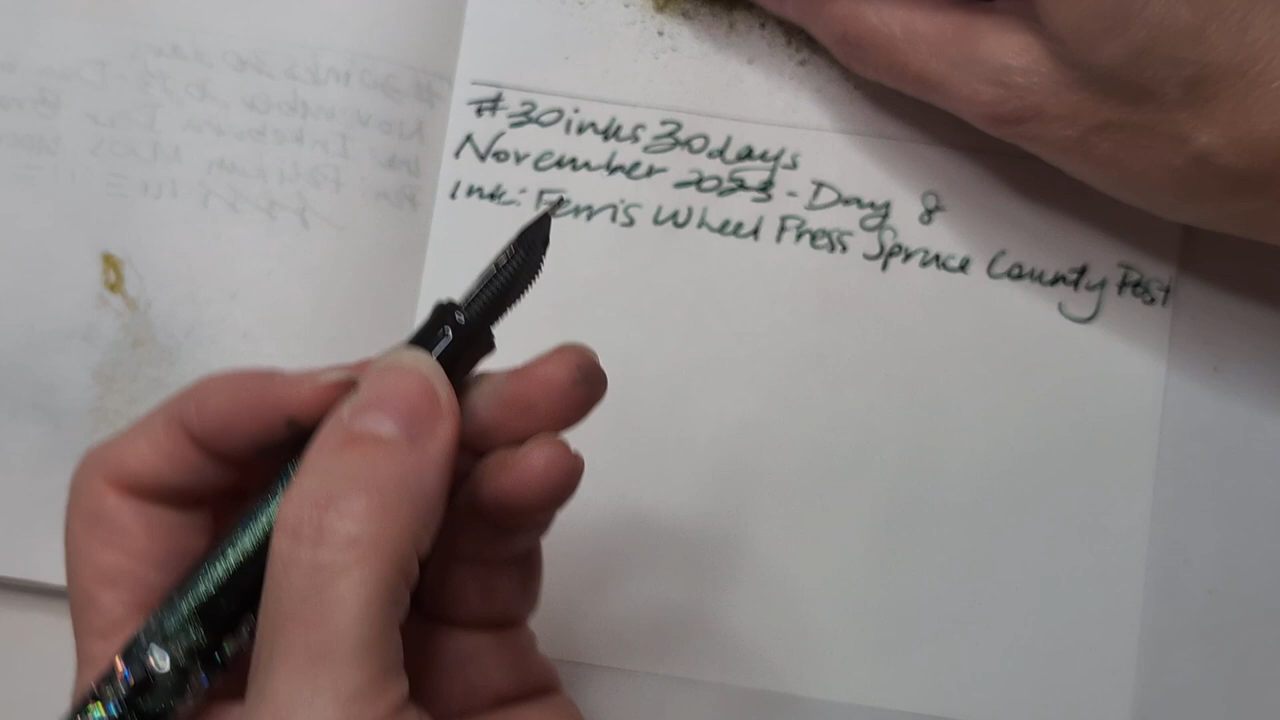 #30inks30days
November 2023 - Day 8
Ink: Ferris Wheel Press Spruce County Post